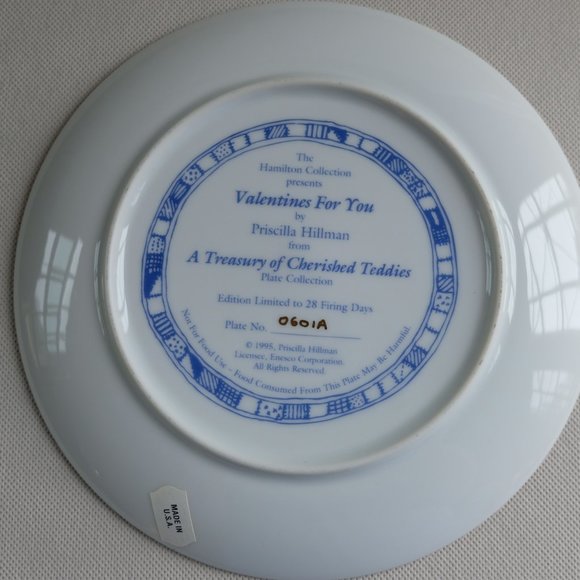 The
Hamilton Collection
presents
Valentines For You
by
Priscilla Hillman
from
A Treasury of Cherished Teddies
Plate Collection
Edition Limited to 28 Firing Days
Plate No. 0601A
© 1995, Priscilla Hillman
Licensee, Enesco Corporation.
All Rights Reserved.
Not For Food Use – Food Consumed From This Plate May Be Harmful.
MADE IN
U.S.A.